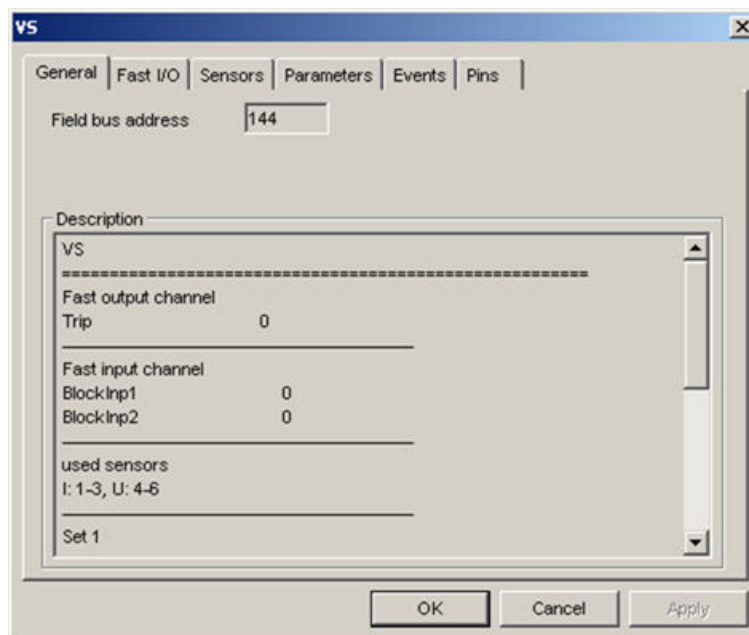 VS
General Fast I/O Sensors Parameters Events Pins
Field bus address 144
Description
VS
=======================================================
Fast output channel
Trip 0
Fast input channel
BlockInp1 0
BlockInp2 0
used sensors
I: 1-3, U: 4-6
Set 1
OK Cancel Apply